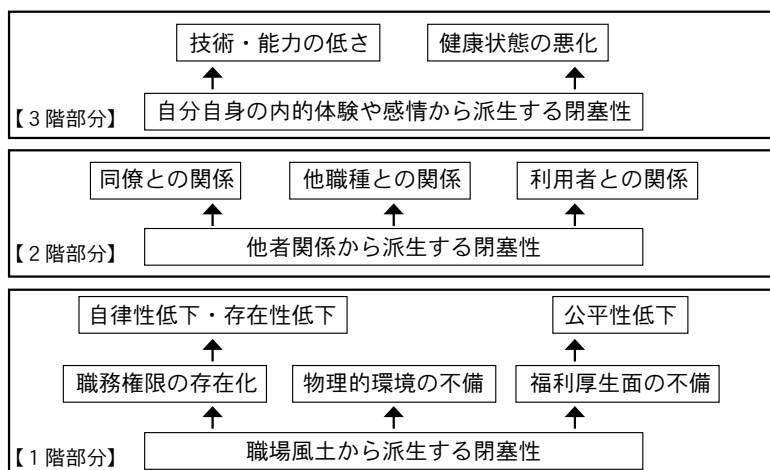 技術・能力の低さ 健康状態の悪化
自分自身の内的体験や感情から派生する閉塞性
【3階部分】
同僚との関係 他職種との関係 利用者との関係
他者関係から派生する閉塞性
【2階部分】
自律性低下・存在性低下 公平性低下
職務権限の存在化 物理的環境の不備 福利厚生面の不備
職場風土から派生する閉塞性
【1階部分】